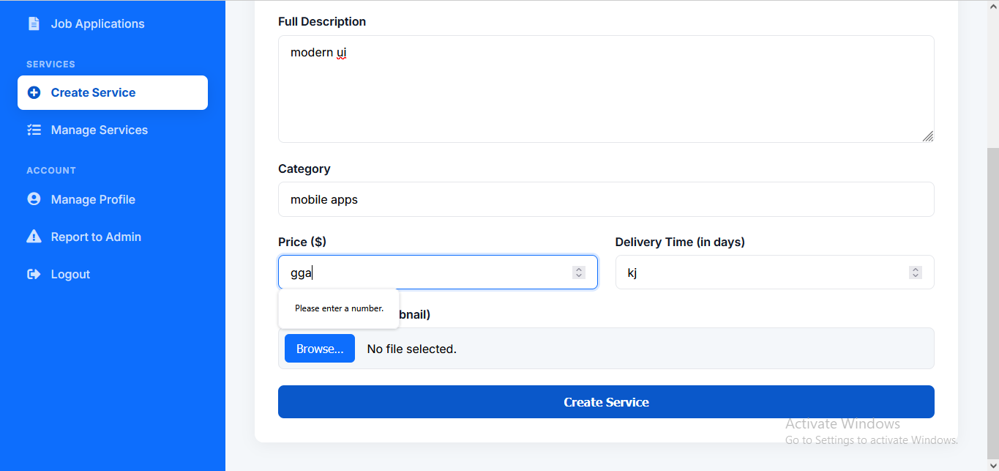 Job Applications
SERVICES
Create Service
Manage Services
ACCOUNT
Manage Profile
Report to Admin
Logout
Full Description
modern ui
Category
mobile apps
Price ($)
gga
Delivery Time (in days)
kj
Please enter a number.
bnail)
Browse...
No file selected.
Create Service
Activate Windows
Go to Settings to activate Windows.